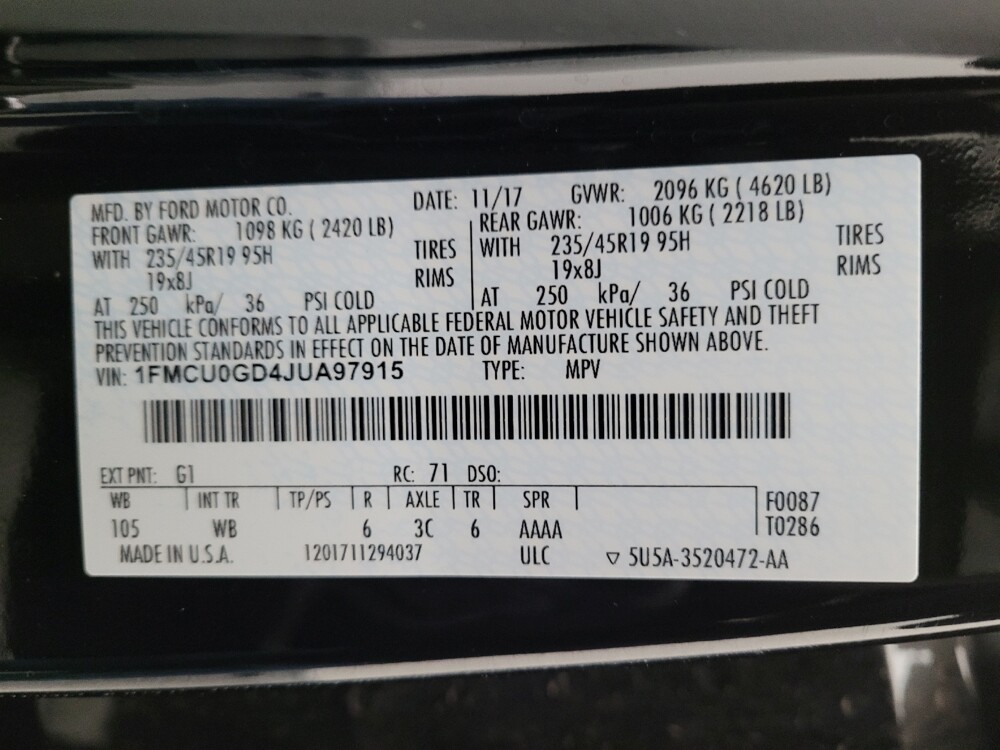 MFD. BY FORD MOTOR CO. DATE: 11/17 GVWR: 2096 KG ( 4620 LB)
FRONT GAWR: 1098 KG ( 2420 LB) REAR GAWR: 1006 KG ( 2218 LB)
WITH 235/45R19 95H TIRES WITH 235/45R19 95H TIRES
19x8J RIMS 19x8J RIMS
AT 250 kPa/ 36 PSI COLD AT 250 kPa/ 36 PSI COLD
THIS VEHICLE CONFORMS TO ALL APPLICABLE FEDERAL MOTOR VEHICLE SAFETY AND THEFT
PREVENTION STANDARDS IN EFFECT ON THE DATE OF MANUFACTURE SHOWN ABOVE.
VIN: 1FMCU0GD4JUA97915 TYPE: MPV
EXT PNT: G1 RC: 71 DSO:
WB INT TR TP/PS R AXLE TR SPR F0087
105 WB 6 3C 6 AAAA T0286
MADE IN U.S.A. 1201711294037 ULC ▽ 5U5A-3520472-AA